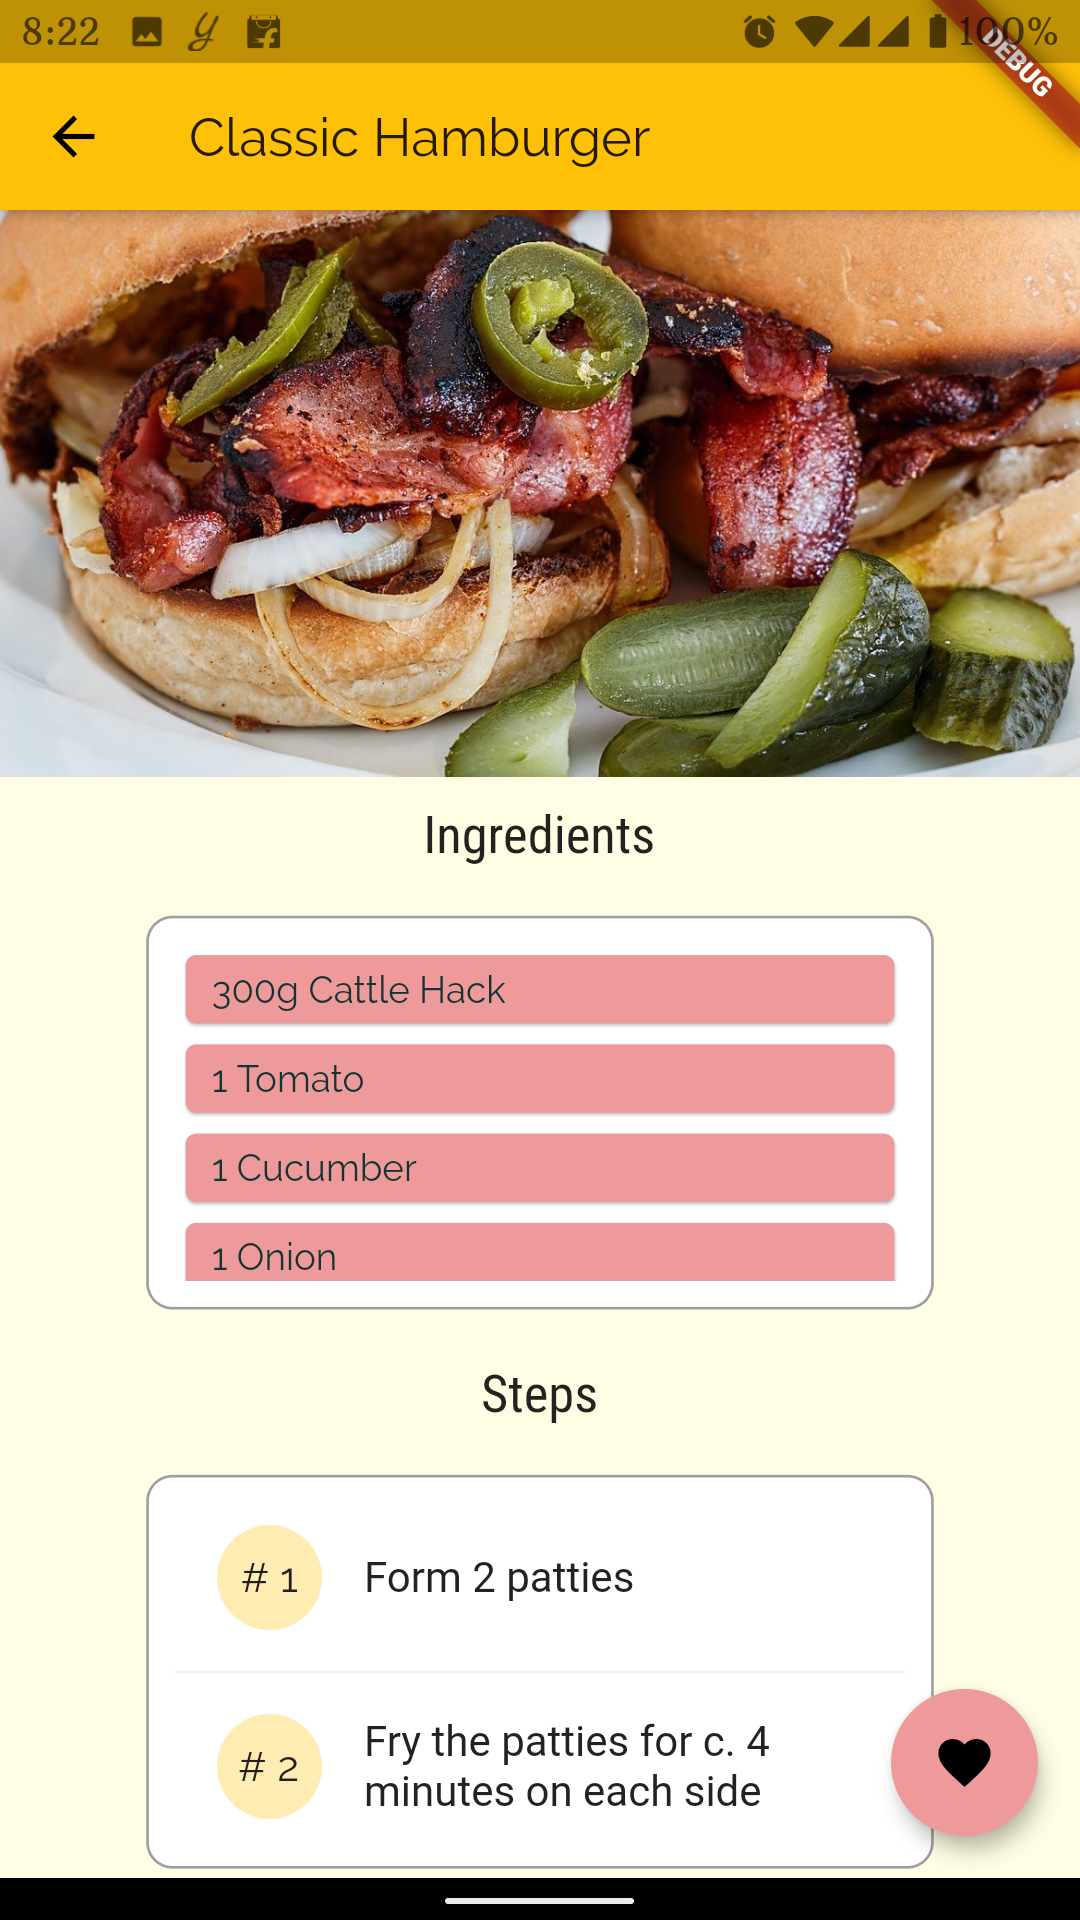 8:22
100%
DEBUG
Classic Hamburger
Ingredients
300g Cattle Hack
1 Tomato
1 Cucumber
1 Onion
Steps
# 1
Form 2 patties
# 2
Fry the patties for c. 4
minutes on each side